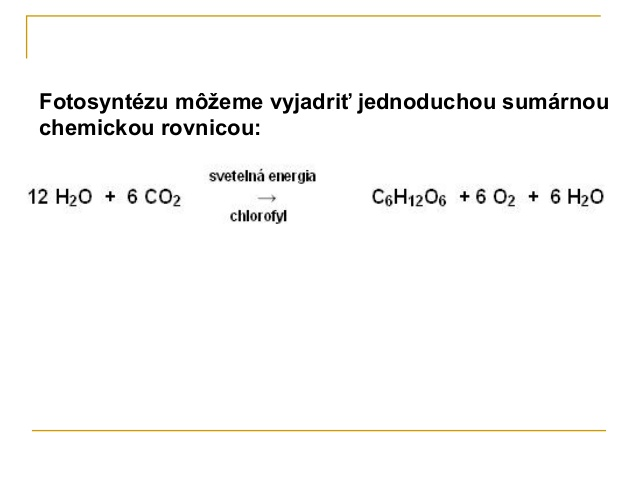 Fotosyntézu môžeme vyjadriť jednoduchou sumárnou
chemickou rovnicou:
svetelná energia
12 H₂O + 6 CO₂ → C₆H₁₂O₆ + 6 O₂ + 6 H₂O
chlorofyl